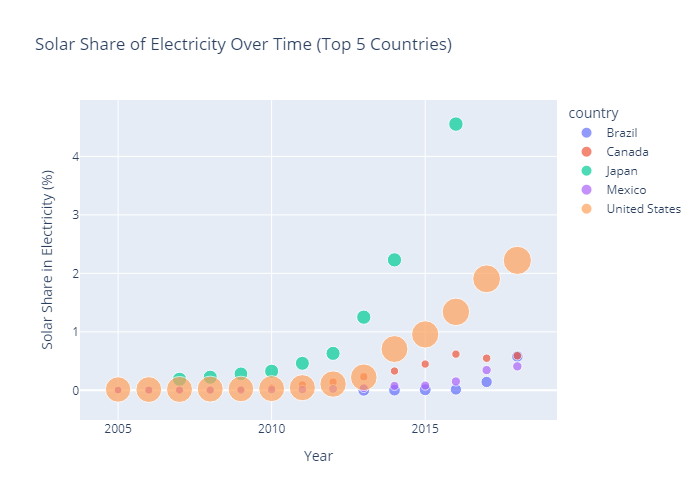 Solar Share of Electricity Over Time (Top 5 Countries)
country
Brazil
Canada
Japan
Mexico
United States
Solar Share in Electricity (%)
4
3
2
1
0
2005
2010
2015
Year